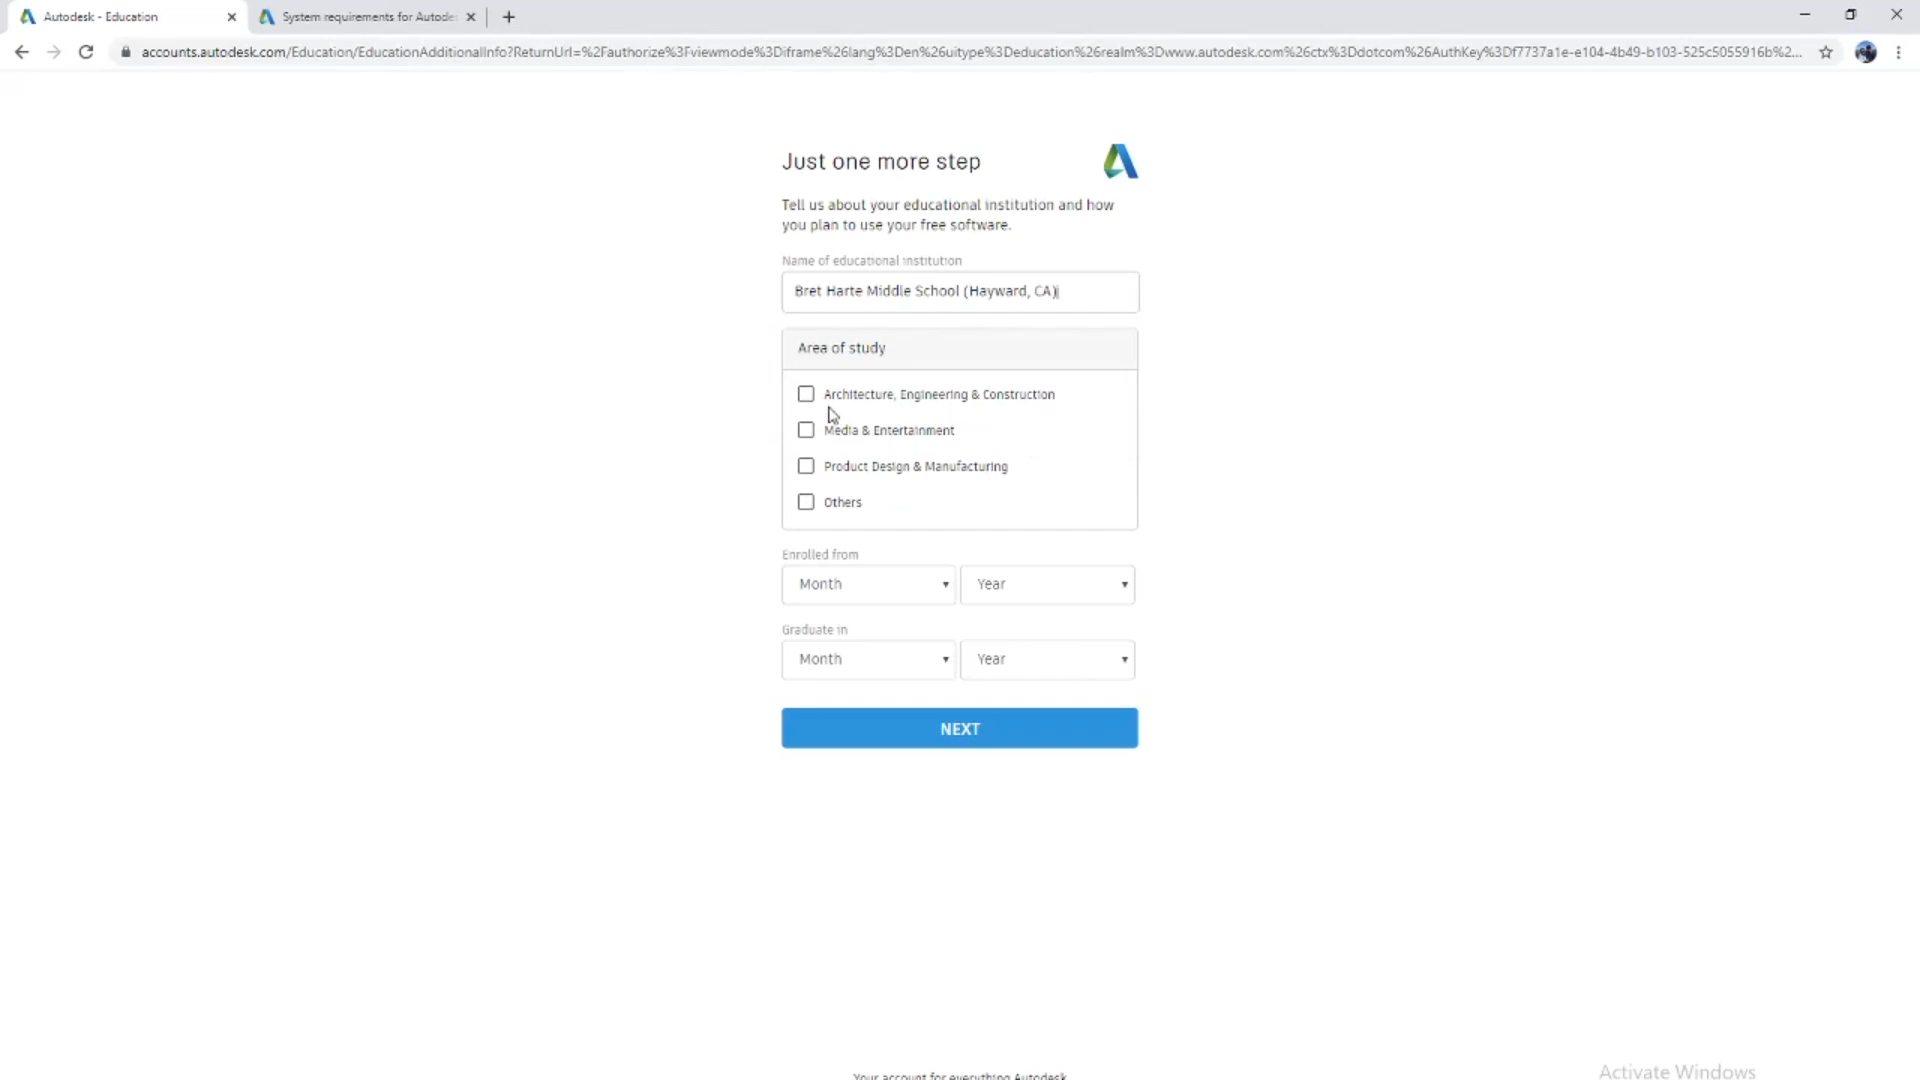 Autodesk - Education
System requirements for Autode
accounts.autodesk.com/Education/EducationAdditionalInfo?ReturnUrl=%2Fauthorize%3Fviewmode%3Diframe%26lang%3Den%26uitype%3Deducation%26realm%3Dwww.autodesk.com%26ctx%3Ddotcom%26AuthKey%3Df7737a1e-e104-4b49-b103-525c5055916b%2...
Just one more step
Tell us about your educational institution and how
you plan to use your free software.
Name of educational institution
Bret Harte Middle School (Hayward, CA)
Area of study
Architecture, Engineering & Construction
Media & Entertainment
Product Design & Manufacturing
Others
Enrolled from
Month Year
Graduate in
Month Year
NEXT
Your account for everything Autodesk
Activate Windows